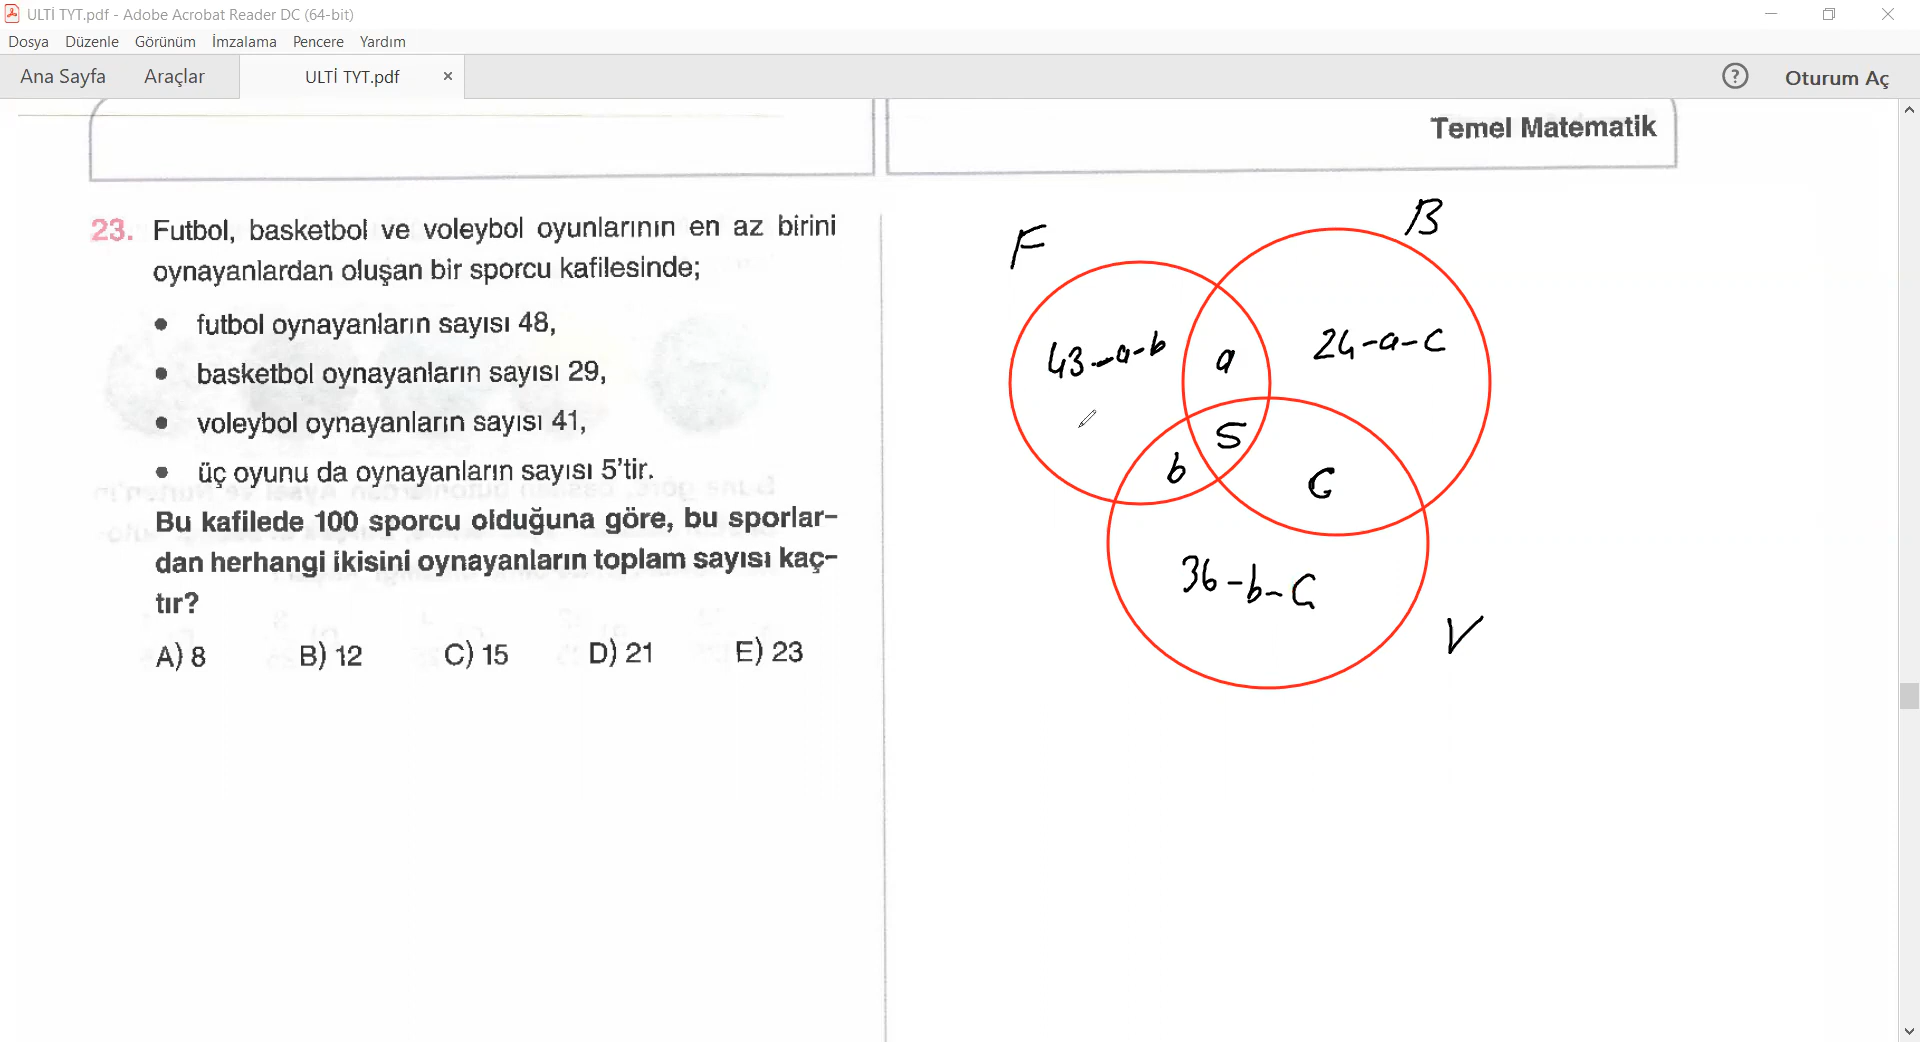 ULTİ TYT.pdf - Adobe Acrobat Reader DC (64-bit)
Dosya Düzenle Görünüm İmzalama Pencere Yardım
Ana Sayfa Araçlar ULTİ TYT.pdf × ? Oturum Aç
Temel Matematik
23. Futbol, basketbol ve voleybol oyunlarının en az birini
oynayanlardan oluşan bir sporcu kafilesinde;
• futbol oynayanların sayısı 48,
• basketbol oynayanların sayısı 29,
• voleybol oynayanların sayısı 41,
• üç oyunu da oynayanların sayısı 5'tir.
Bu kafilede 100 sporcu olduğuna göre, bu sporlar-
dan herhangi ikisini oynayanların toplam sayısı kaç-
tır?
A) 8 B) 12 C) 15 D) 21 E) 23
F
B
43-a-b
a
24-a-c
5
b
C
36-b-C
V